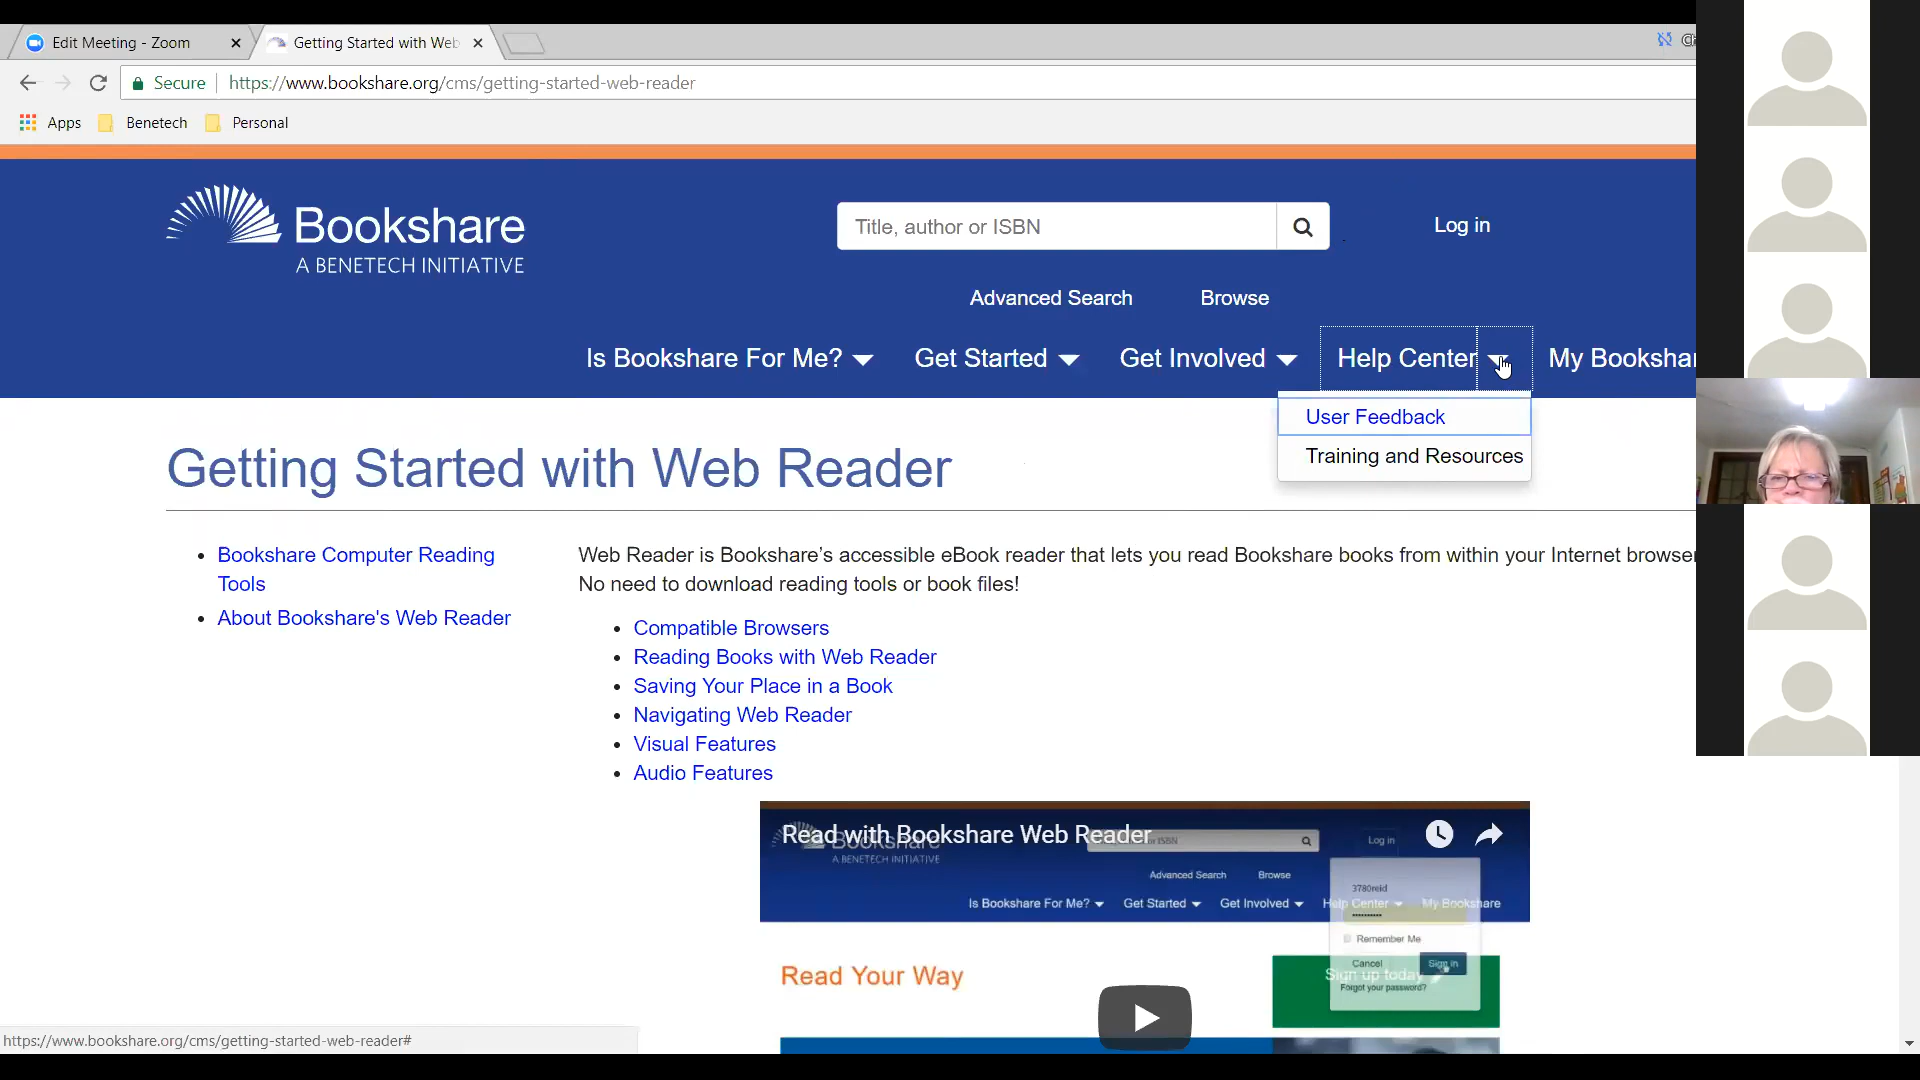 Edit Meeting - Zoom
Getting Started with Web
Secure
https://www.bookshare.org/cms/getting-started-web-reader
Apps
Benetech
Personal
Bookshare
A BENETECH INITIATIVE
Title, author or ISBN
Log in
Advanced Search
Browse
Is Bookshare For Me?
Get Started
Get Involved
Help Center
My Bookshar
User Feedback
Training and Resources
Getting Started with Web Reader
Bookshare Computer Reading
Tools
About Bookshare's Web Reader
Web Reader is Bookshare’s accessible eBook reader that lets you read Bookshare books from within your Internet browser
No need to download reading tools or book files!
Compatible Browsers
Reading Books with Web Reader
Saving Your Place in a Book
Navigating Web Reader
Visual Features
Audio Features
Read with Bookshare Web Reader
Bookshare
A BENETECH INITIATIVE
or ISBN
Log in
Advanced Search
Browse
3780reid
Is Bookshare For Me?
Get Started
Get Involved
Help Center
My Bookshare
Remember Me
Cancel
Sign in
Read Your Way
Sign up today
Forgot your password?
https://www.bookshare.org/cms/getting-started-web-reader#